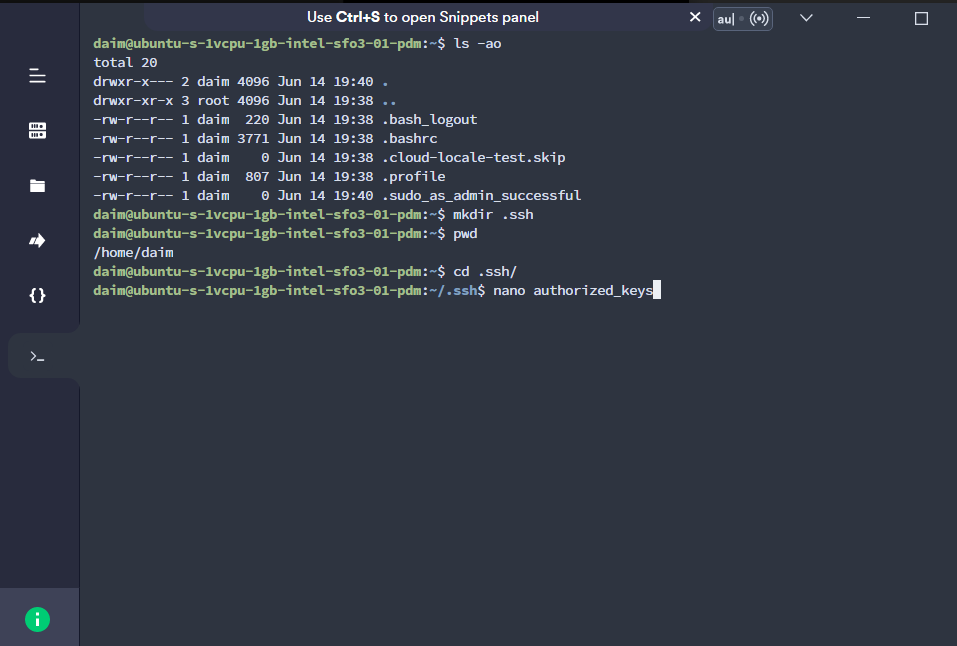 Use Ctrl+S to open Snippets panel
au|
daim@ubuntu-s-1vcpu-1gb-intel-sfo3-01-pdm:~$ ls -ao
total 20
drwxr-x--- 2 daim 4096 Jun 14 19:40 .
drwxr-xr-x 3 root 4096 Jun 14 19:38 ..
-rw-r--r-- 1 daim  220 Jun 14 19:38 .bash_logout
-rw-r--r-- 1 daim 3771 Jun 14 19:38 .bashrc
-rw-r--r-- 1 daim    0 Jun 14 19:38 .cloud-locale-test.skip
-rw-r--r-- 1 daim  807 Jun 14 19:38 .profile
-rw-r--r-- 1 daim    0 Jun 14 19:40 .sudo_as_admin_successful
daim@ubuntu-s-1vcpu-1gb-intel-sfo3-01-pdm:~$ mkdir .ssh
daim@ubuntu-s-1vcpu-1gb-intel-sfo3-01-pdm:~$ pwd
/home/daim
daim@ubuntu-s-1vcpu-1gb-intel-sfo3-01-pdm:~$ cd .ssh/
daim@ubuntu-s-1vcpu-1gb-intel-sfo3-01-pdm:~/.ssh$ nano authorized_keys